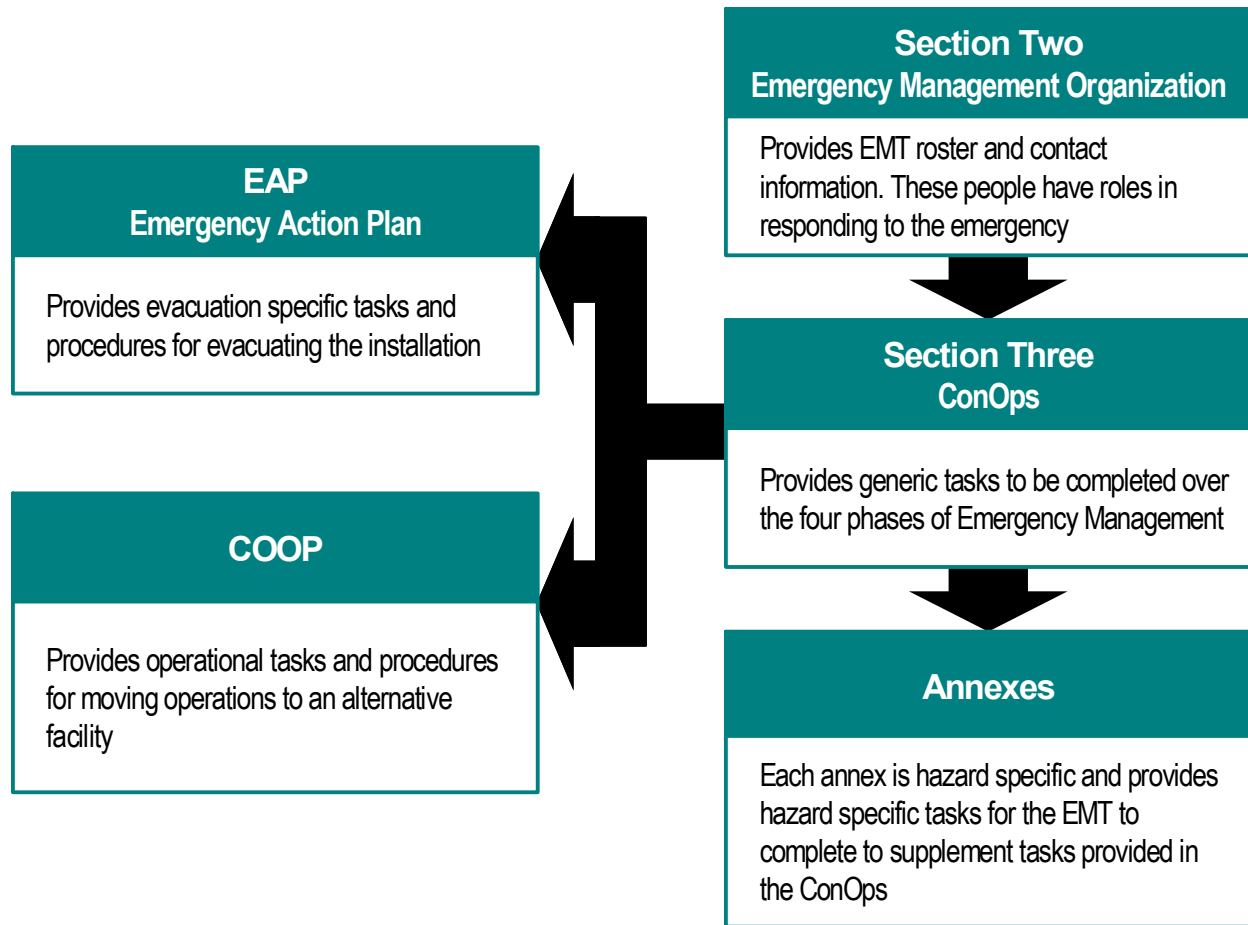 Section Two
Emergency Management Organization
Provides EMT roster and contact
information. These people have roles in
responding to the emergency
EAP
Emergency Action Plan
Provides evacuation specific tasks and
procedures for evacuating the installation
Section Three
ConOps
Provides generic tasks to be completed over
the four phases of Emergency Management
COOP
Provides operational tasks and procedures
for moving operations to an alternative
facility
Annexes
Each annex is hazard specific and provides
hazard specific tasks for the EMT to
complete to supplement tasks provided in
the ConOps